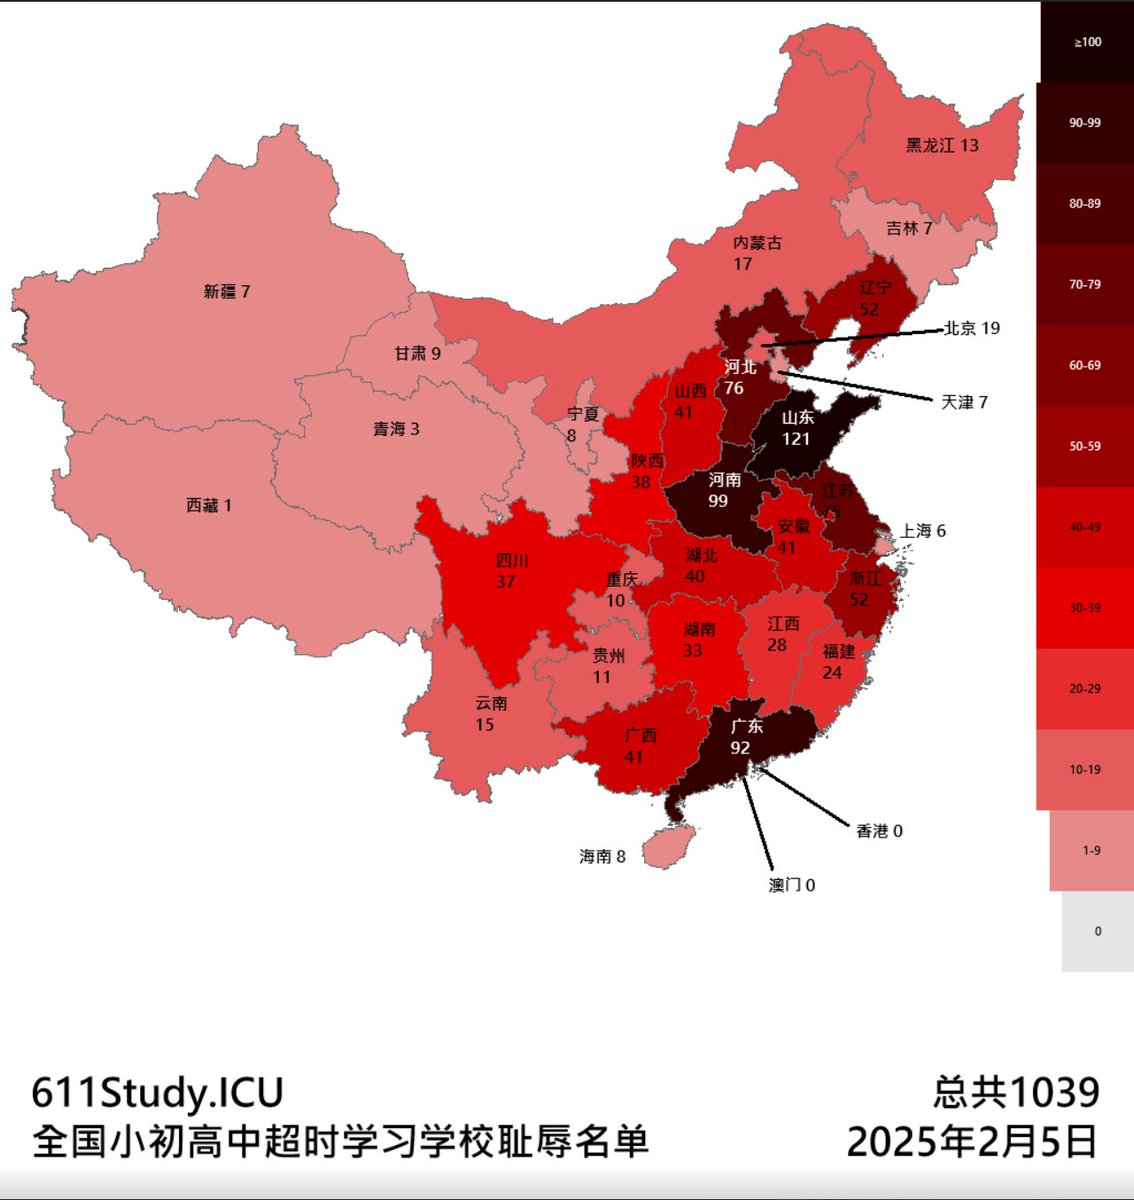 ≥100
90-99
80-89
70-79
60-69
50-59
40-49
30-39
20-29
10-19
1-9
0
黑龙江 13
吉林 7
内蒙古
17
辽宁
52
新疆 7
北京 19
甘肃 9
河北
76
天津 7
山西
41
宁夏
8
山东
121
青海 3
陕西
38
河南
99
江苏
75
西藏 1
安徽
41
上海 6
四川
37
湖北
40
重庆
10
浙江
52
江西
28
湖南
33
福建
24
贵州
11
云南
15
广西
41
广东
92
香港 0
海南 8
澳门 0
611Study.ICU
全国小初高中超时学习学校耻辱名单
总共1039
2025年2月5日